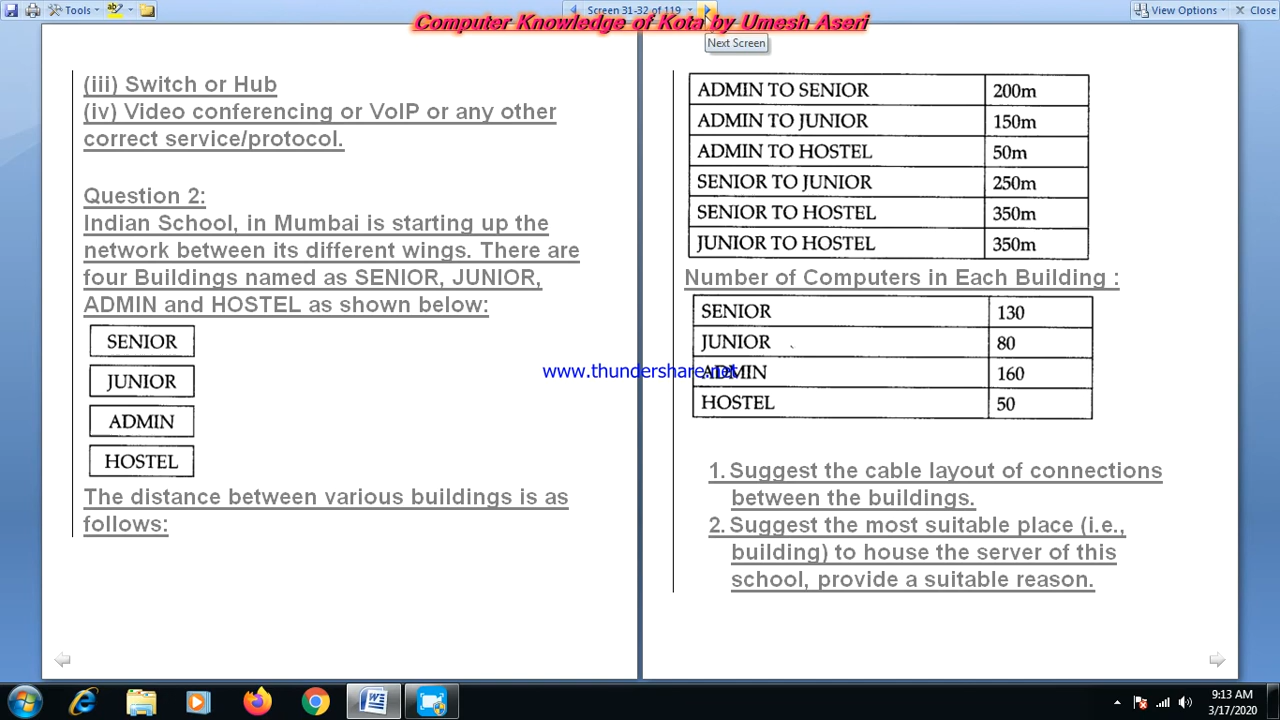 Tools
Screen 31-32 of 119
View Options
Close
Computer Knowledge of Kota by Umesh Aseri
Next Screen
(iii) Switch or Hub
(iv) Video conferencing or VoIP or any other
correct service/protocol.
Question 2:
Indian School, in Mumbai is starting up the
network between its different wings. There are
four Buildings named as SENIOR, JUNIOR,
ADMIN and HOSTEL as shown below:
SENIOR
JUNIOR
ADMIN
HOSTEL
The distance between various buildings is as
follows:
ADMIN TO SENIOR 200m
ADMIN TO JUNIOR 150m
ADMIN TO HOSTEL 50m
SENIOR TO JUNIOR 250m
SENIOR TO HOSTEL 350m
JUNIOR TO HOSTEL 350m
Number of Computers in Each Building :
SENIOR 130
JUNIOR 80
ADMIN 160
HOSTEL 50
www.thundershare.net
1. Suggest the cable layout of connections
between the buildings.
2. Suggest the most suitable place (i.e.,
building) to house the server of this
school, provide a suitable reason.
9:13 AM
3/17/2020